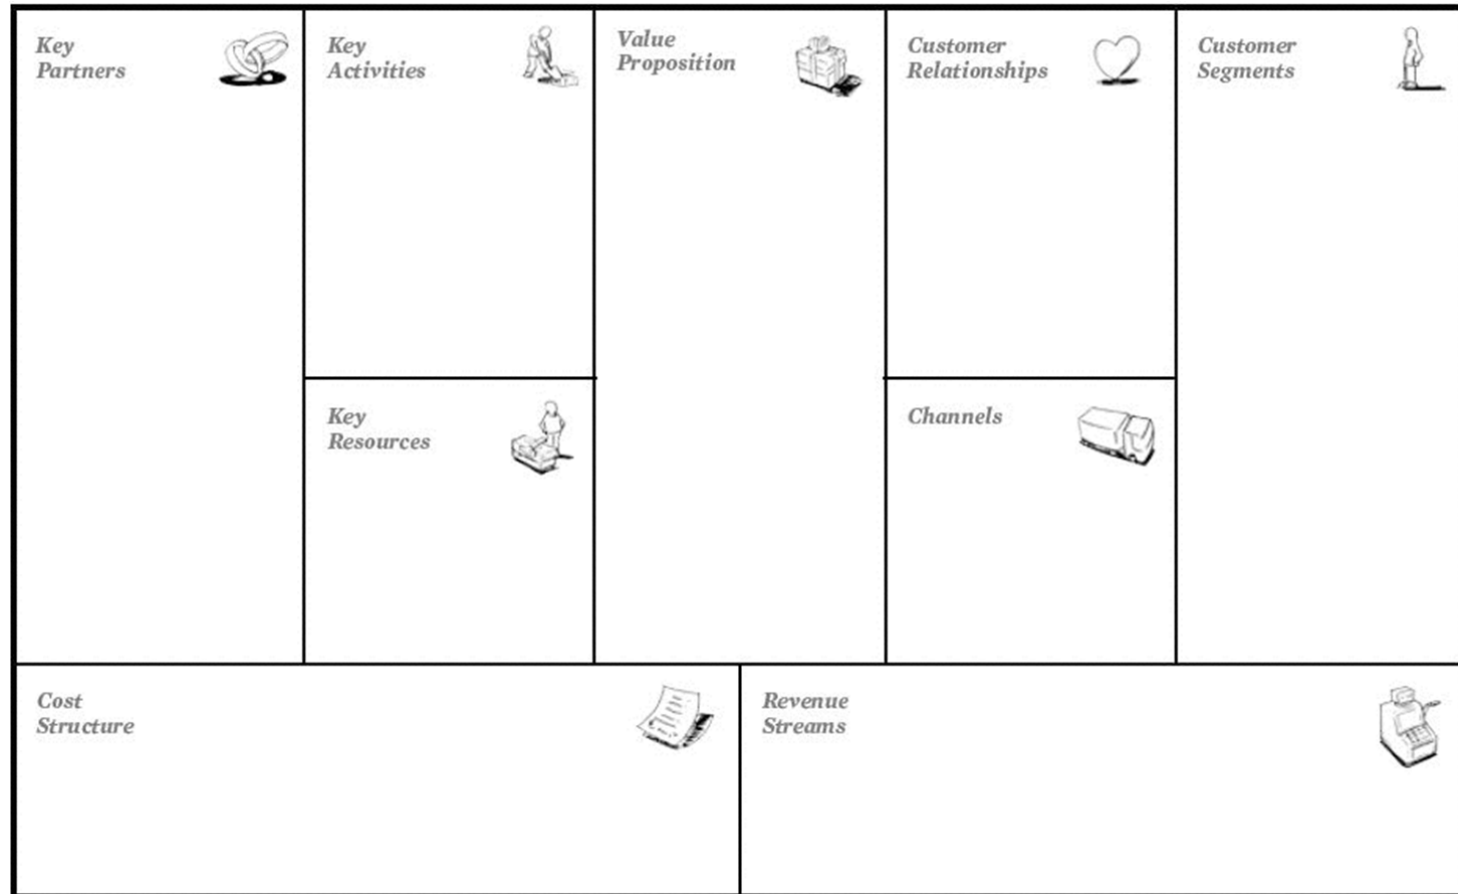 Key
Partners
Key
Activities
Value
Proposition
Customer
Relationships
Customer
Segments
Key
Resources
Channels
Cost
Structure
Revenue
Streams